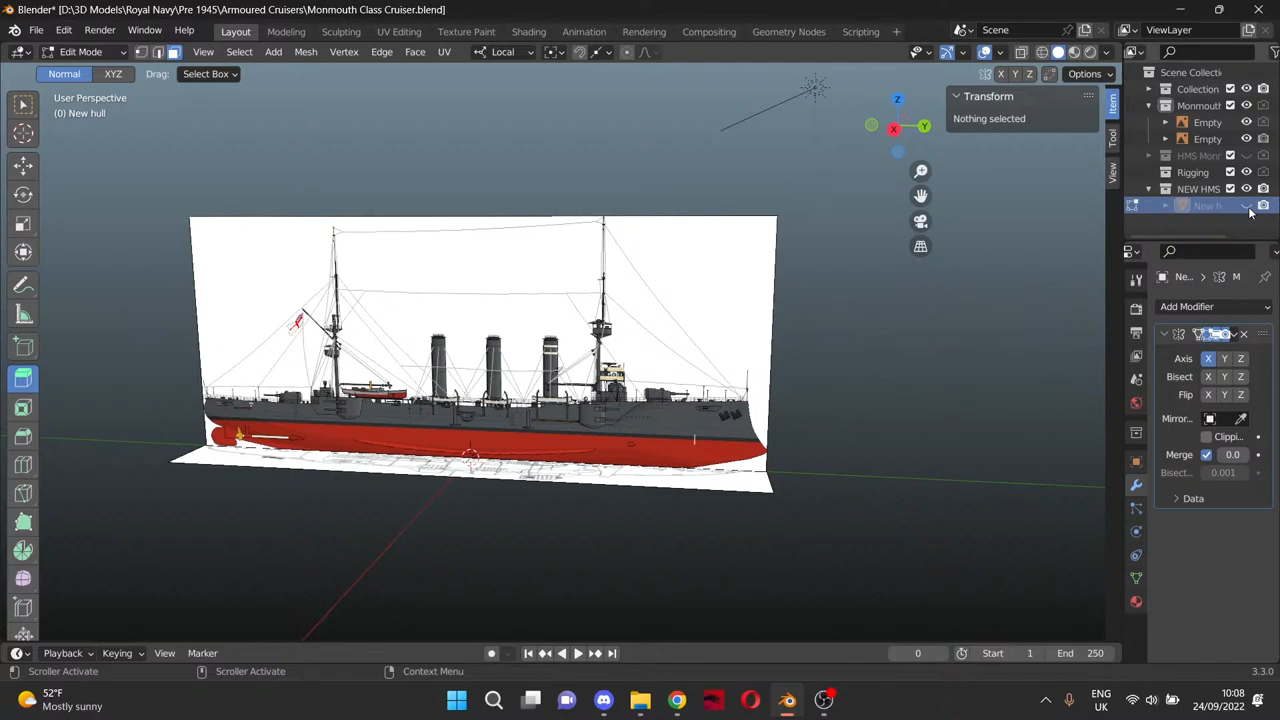 Blender* [D:\3D Models\Royal Navy\Pre 1945\Armoured Cruisers\Monmouth Class Cruiser.blend]
File Edit Render Window Help Layout Modeling Sculpting UV Editing Texture Paint Shading Animation Rendering Compositing Geometry Nodes Scripting + Scene ViewLayer
Edit Mode View Select Add Mesh Vertex Edge Face UV Local
Normal XYZ Drag: Select Box X Y Z Options
User Perspective
(0) New hull
Z
Y
X
Transform
Nothing selected
Item
Tool
View
Scene Collecti
Collection
Monmouth
Empty
Empty
HMS Monr
Rigging
NEW HMS
New h
Ne... > M
Add Modifier
Axis X Y Z
Bisect X Y Z
Flip X Y Z
Mirror..
Clippi...
Merge 0.0
Bisect... 0.001
Data
Playback Keying View Marker 0 Start 1 End 250
Scroller Activate Scroller Activate Context Menu 3.3.0
52°F
Mostly sunny
ENG
UK
10:08
24/09/2022